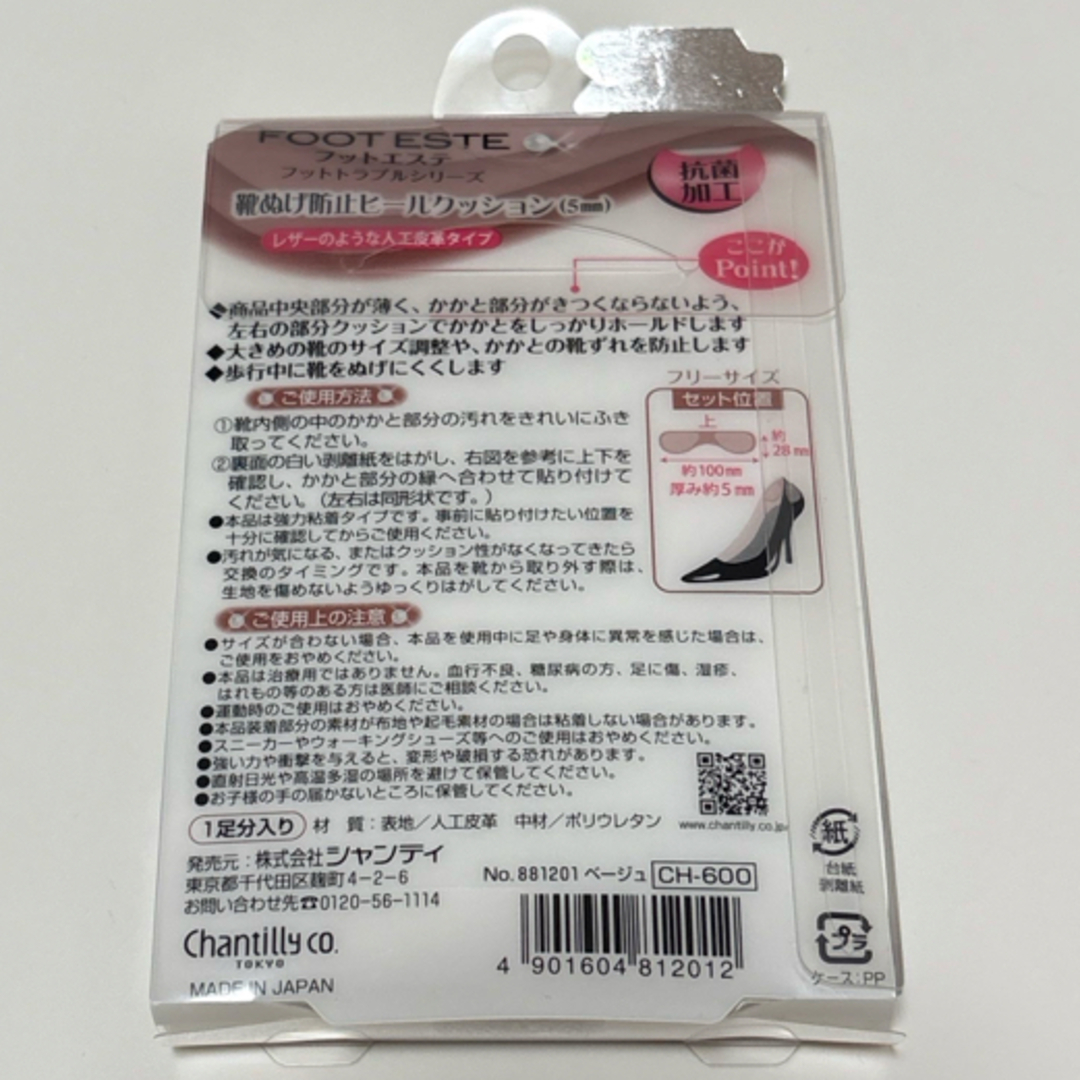 FOOT ESTE
フットエステ
フットトラブルシリーズ
抗菌
加工
靴ぬげ防止ヒールクッション(5mm)
レザーのような人工皮革タイプ
ここが
Point!
◆商品中央部分が薄く、かかと部分がきつくならないよう、
左右の部分クッションでかかとをしっかりホールドします
◆大きめの靴のサイズ調整や、かかとの靴ずれを防止します
◆歩行中に靴をぬげにくくします
ご使用方法
①靴内側の中のかかと部分の汚れをきれいにふき
取ってください。
②裏面の白い剥離紙をはがし、右図を参考に上下を
確認し、かかと部分の縁へ合わせて貼り付けて
ください。(左右は同形状です。)
●本品は強力粘着タイプです。事前に貼り付けたい位置を
十分に確認してからご使用ください。
●汚れが気になる、またはクッション性がなくなってきたら
交換のタイミングです。本品を靴から取り外す際は、
生地を傷めないようゆっくりはがしてください。
フリーサイズ
セット位置
上
約
28mm
約100mm
厚み約5mm
ご使用上の注意
●サイズが合わない場合、本品を使用中に足や身体に異常を感じた場合は、
ご使用をおやめください。
●本品は治療用ではありません。血行不良、糖尿病の方、足に傷、湿疹、
はれもの等のある方は医師にご相談ください。
●運動時のご使用はおやめください。
●本品装着部分の素材が布地や起毛素材の場合は粘着しない場合があります。
●スニーカーやウォーキングシューズ等へのご使用はおやめください。
●強い力や衝撃を与えると、変形や破損する恐れがあります。
●直射日光や高温多湿の場所を避けて保管してください。
●お子様の手の届かないところに保管してください。
www.chantilly.co.jp
1足分入り 材 質:表地/人工皮革 中材/ポリウレタン
発売元:株式会社シャンティ
東京都千代田区麹町4-2-6
お問い合わせ先☎0120-56-1114
No.881201 ベージュ CH-600
Chantilly CO.
TOKYO
MADE IN JAPAN
4 901604 812012
紙
台紙
剥離紙
プラ
ケース:PP